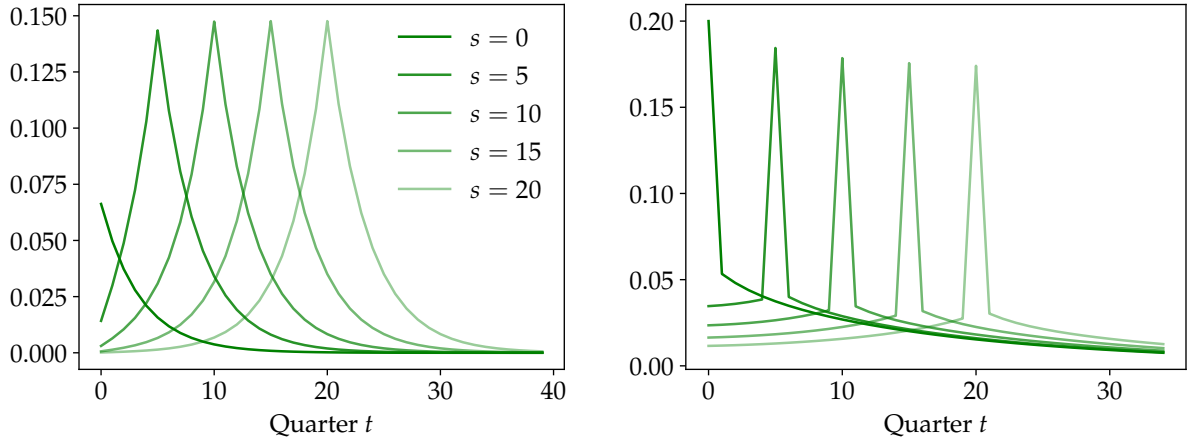 0.150
0.125
0.100
0.075
0.050
0.025
0.000
0 10 20 30 40
Quarter t
s = 0
s = 5
s = 10
s = 15
s = 20
0.20
0.15
0.10
0.05
0.00
0 10 20 30
Quarter t